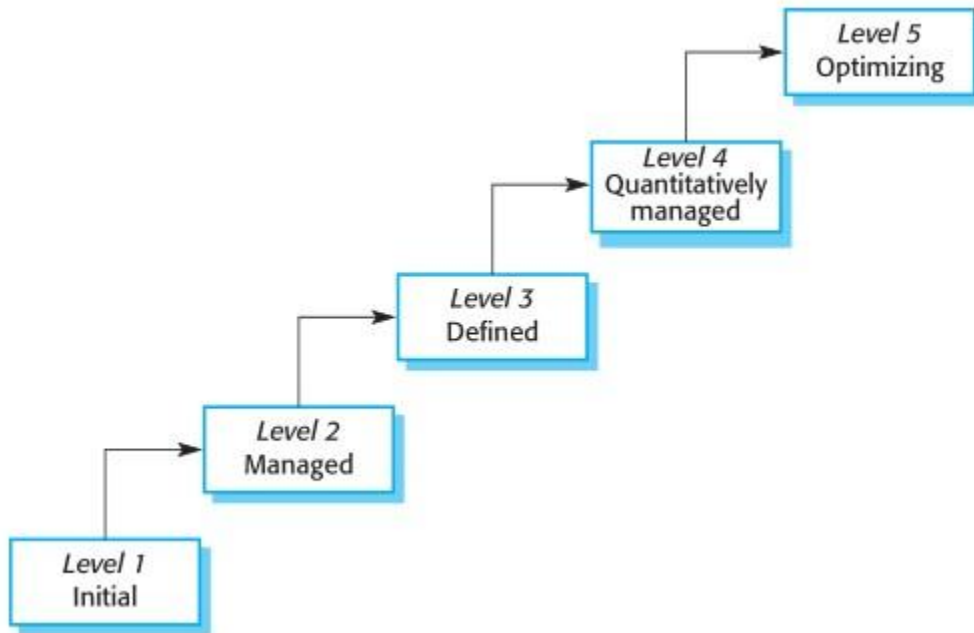 Level 5
Optimizing
Level 4
Quantitatively
managed
Level 3
Defined
Level 2
Managed
Level 1
Initial